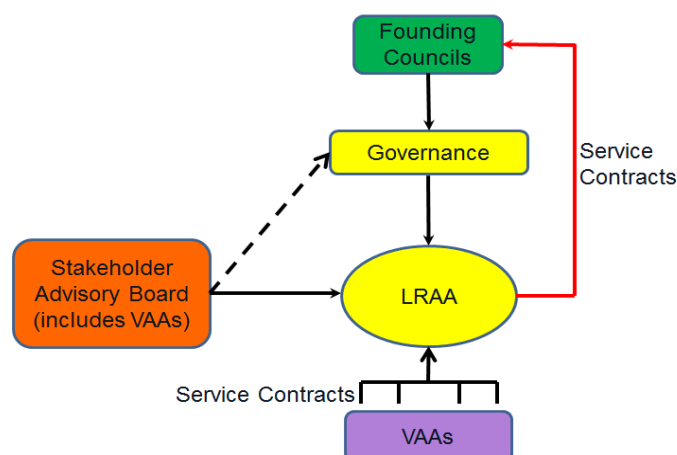 Founding
Councils
Governance
Service
Contracts
Stakeholder
Advisory Board
(includes VAAs)
LRAA
Service Contracts
VAAs